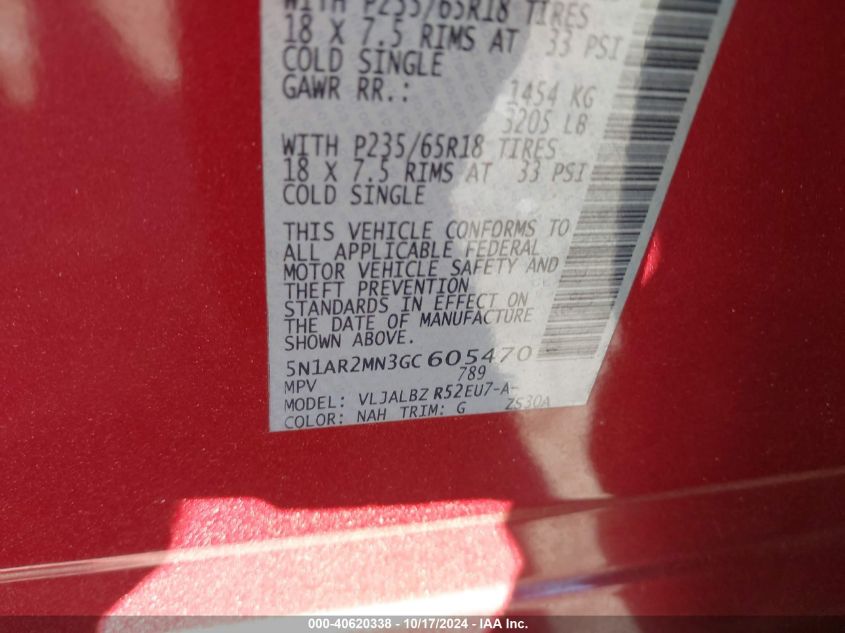 WITH P235/65R18 TIRES
18 X 7.5 RIMS AT 33 PSI
COLD SINGLE
GAWR RR.: 1454 KG
3205 LB
WITH P235/65R18 TIRES
18 X 7.5 RIMS AT 33 PSI
COLD SINGLE
THIS VEHICLE CONFORMS TO
ALL APPLICABLE FEDERAL
MOTOR VEHICLE SAFETY AND
THEFT PREVENTION
STANDARDS IN EFFECT ON
THE DATE OF MANUFACTURE
SHOWN ABOVE.
5N1AR2MN3GC605470
MPV 789
MODEL: VLJALBZ R52EU7-A-
COLOR: NAH TRIM: G ZS30A
000-40620338 | 10/17/2024 | IAA Inc.